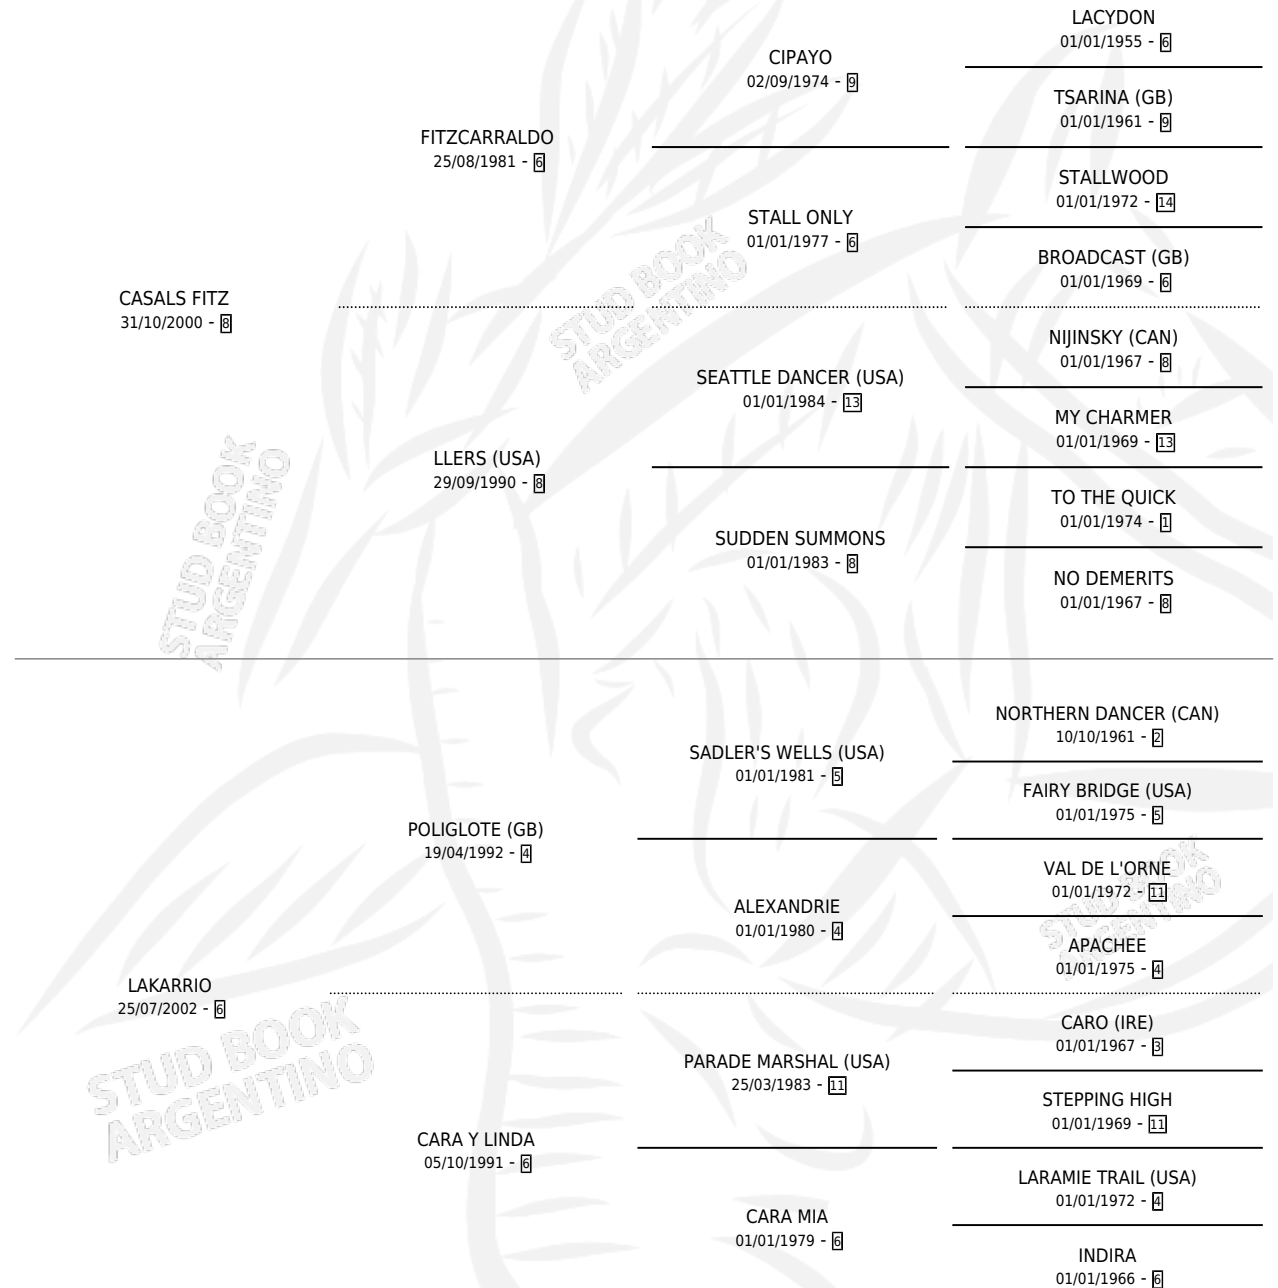 LACYDON
01/01/1955 - 6
CIPAYO
02/09/1974 - 9
TSARINA (GB)
01/01/1961 - 9
FITZCARRALDO
25/08/1981 - 6
STALLWOOD
01/01/1972 - 14
STALL ONLY
01/01/1977 - 6
BROADCAST (GB)
01/01/1969 - 6
CASALS FITZ
31/10/2000 - 8
NIJINSKY (CAN)
01/01/1967 - 8
SEATTLE DANCER (USA)
01/01/1984 - 13
MY CHARMER
01/01/1969 - 13
LLERS (USA)
29/09/1990 - 8
TO THE QUICK
01/01/1974 - 1
SUDDEN SUMMONS
01/01/1983 - 8
NO DEMERITS
01/01/1967 - 8
STUD BOOK
ARGENTINO
STUD BOOK
ARGENTINO
NORTHERN DANCER (CAN)
10/10/1961 - 2
SADLER'S WELLS (USA)
01/01/1981 - 5
FAIRY BRIDGE (USA)
01/01/1975 - 5
POLIGLOTE (GB)
19/04/1992 - 4
VAL DE L'ORNE
01/01/1972 - 11
ALEXANDRIE
01/01/1980 - 4
APACHEE
01/01/1975 - 4
LAKARRIO
25/07/2002 - 6
CARO (IRE)
01/01/1967 - 3
PARADE MARSHAL (USA)
25/03/1983 - 11
STEPPING HIGH
01/01/1969 - 11
CARA Y LINDA
05/10/1991 - 6
LARAMIE TRAIL (USA)
01/01/1972 - 4
CARA MIA
01/01/1979 - 6
INDIRA
01/01/1966 - 6
STUD BOOK
ARGENTINO
STUD BOOK
ARGENTINO